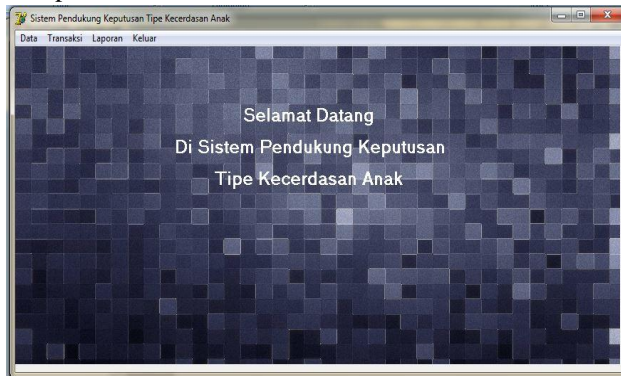 Sistem Pendukung Keputusan Tipe Kecerdasan Anak
Data Transaksi Laporan Keluar
Selamat Datang
Di Sistem Pendukung Keputusan
Tipe Kecerdasan Anak